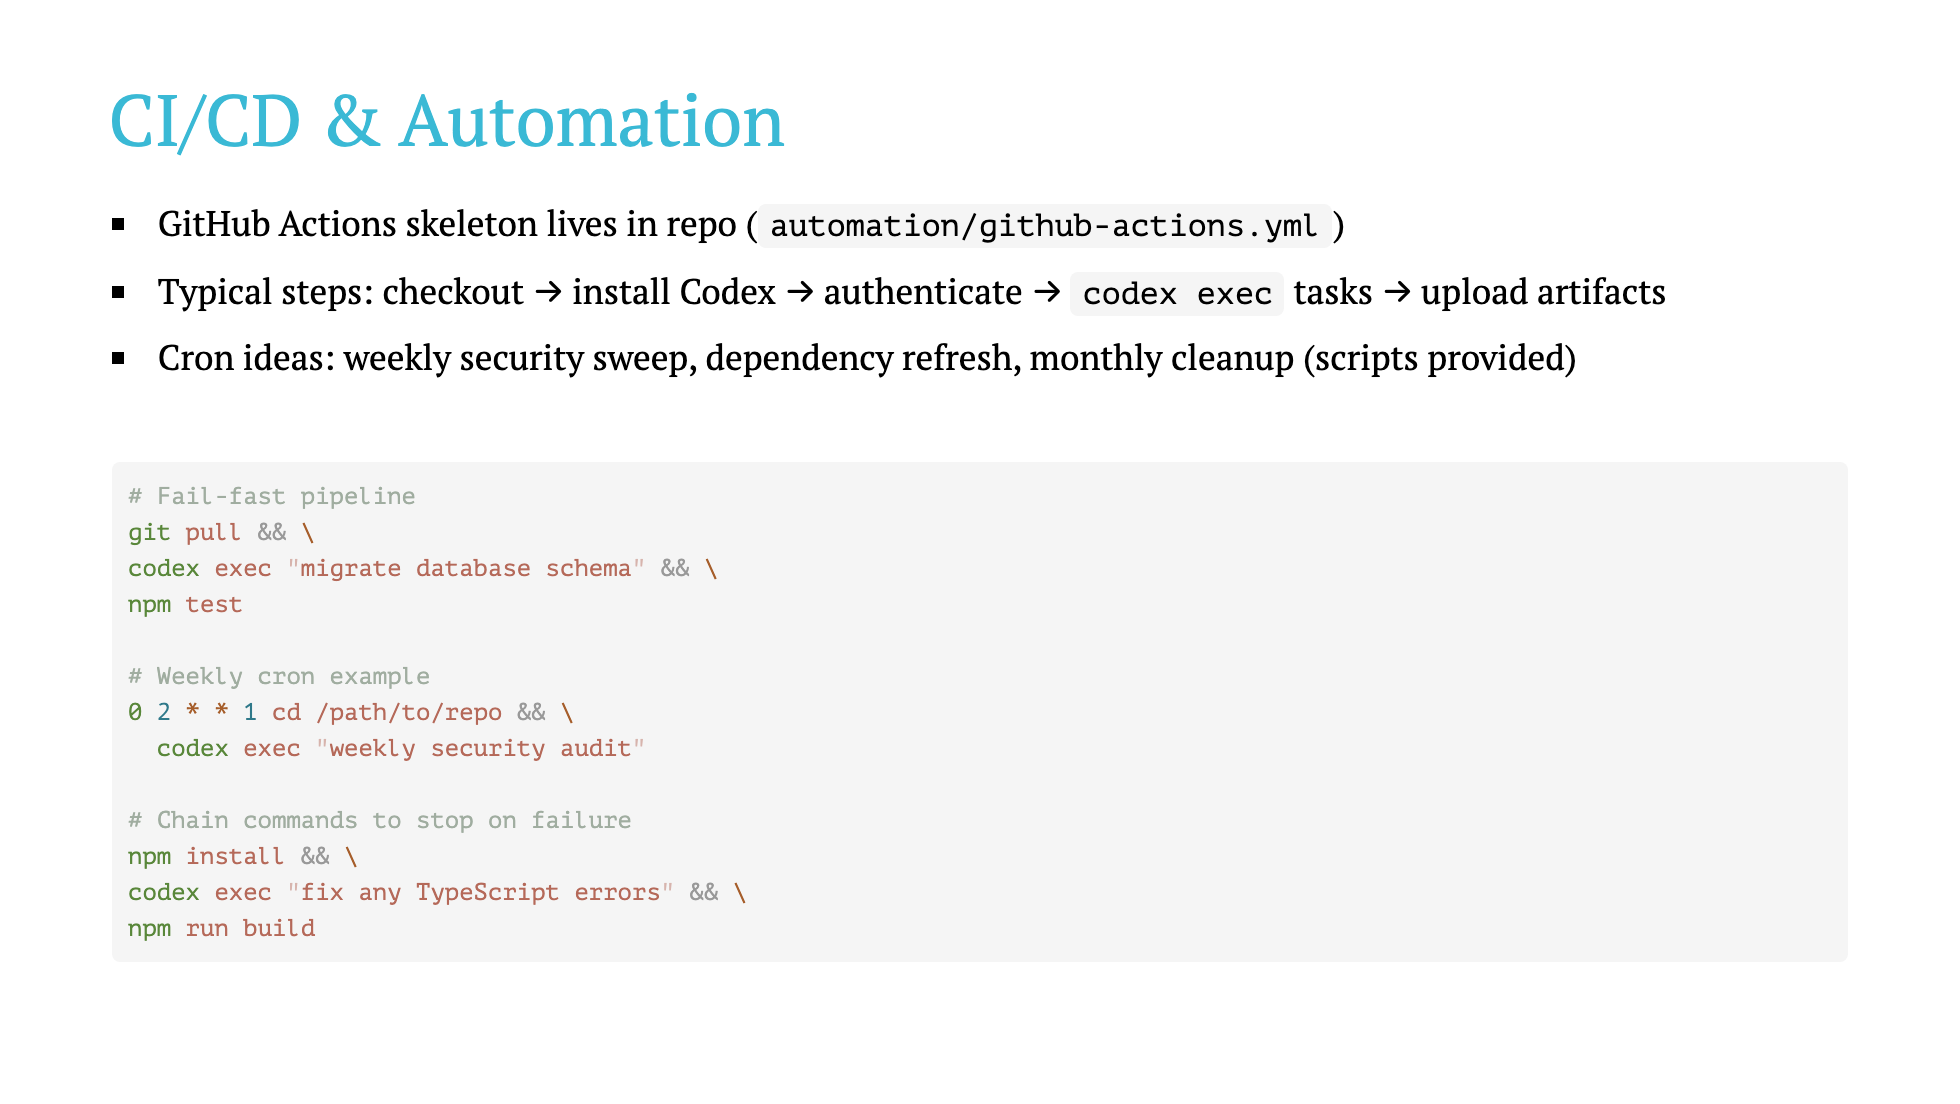 CI/CD & Automation
▪ GitHub Actions skeleton lives in repo ( automation/github-actions.yml )
▪ Typical steps: checkout → install Codex → authenticate → codex exec tasks → upload artifacts
▪ Cron ideas: weekly security sweep, dependency refresh, monthly cleanup (scripts provided)
# Fail-fast pipeline
git pull && \
codex exec "migrate database schema" && \
npm test
# Weekly cron example
0 2 * * 1 cd /path/to/repo && \
  codex exec "weekly security audit"
# Chain commands to stop on failure
npm install && \
codex exec "fix any TypeScript errors" && \
npm run build